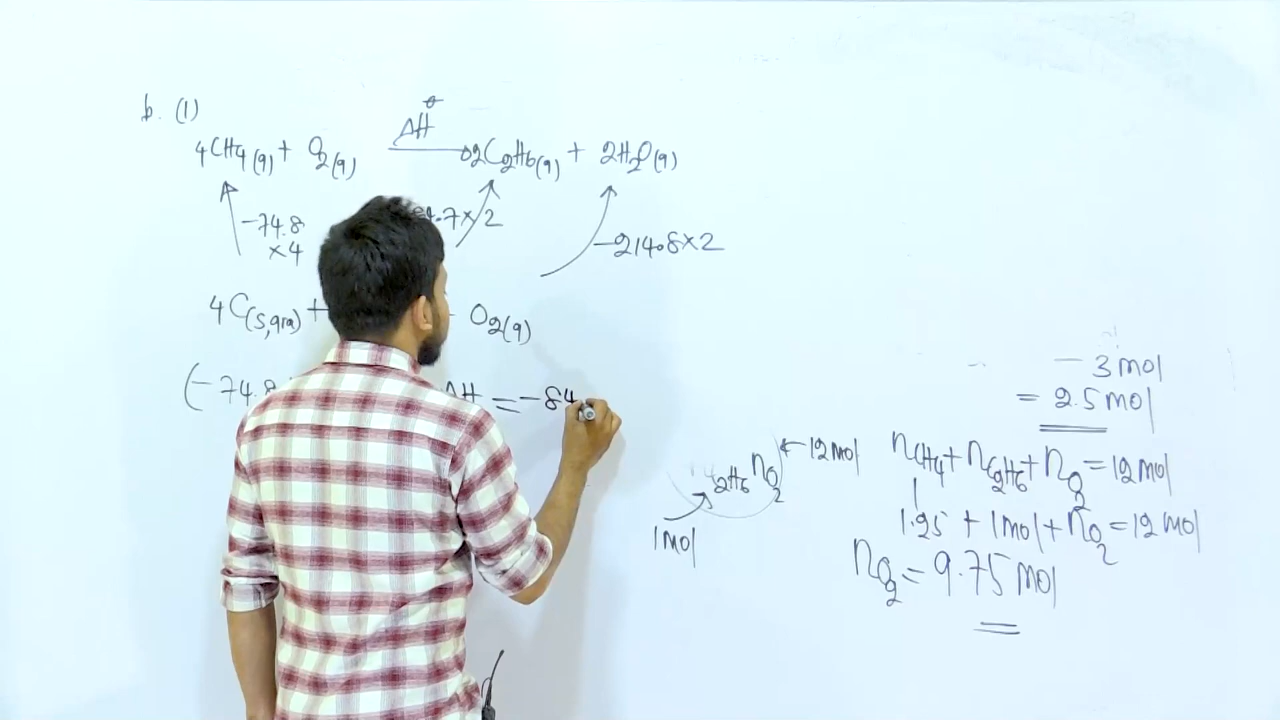 b. (1)
ΔH°
4CH4(g) + O2(g) → 2C2H6(g) + 2H2O(g)
-74.8
×4
.7×2
-214.8×2
4C(s,gra) +
O2(g)
(-74.8
ΔH = -84
- 3 mol
= 2.5 mol
nCH4 + nC2H6 + nO2 = 12 mol
1.25 + 1 mol + nO2 = 12 mol
nO2 = 9.75 mol
2H6 nO2 ← 12 mol
1 mol